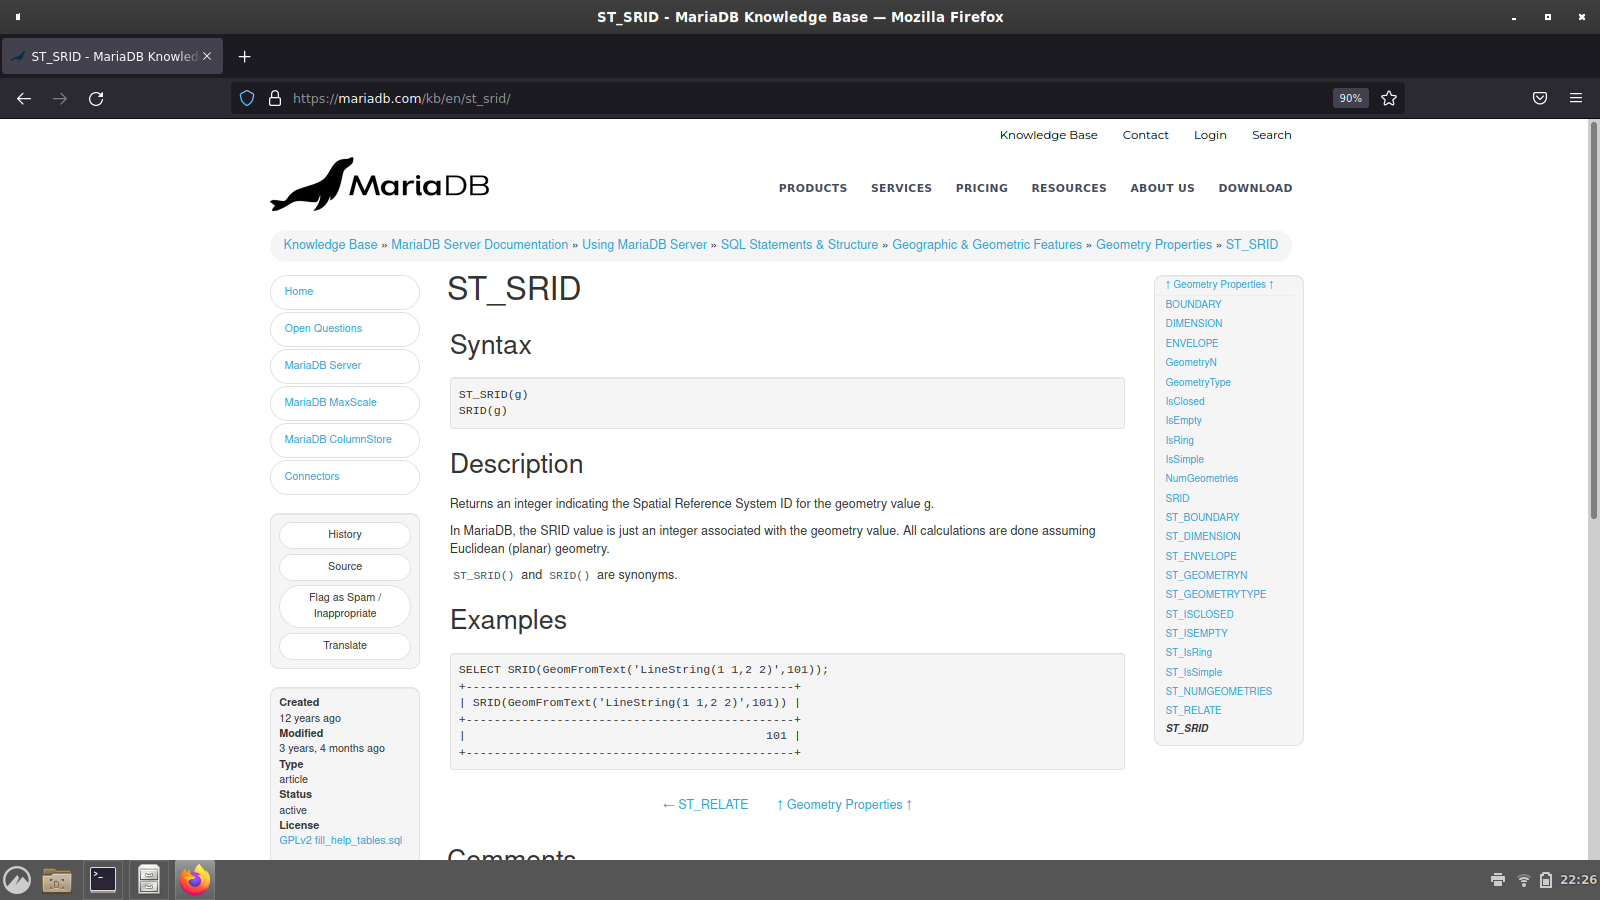 ST_SRID - MariaDB Knowledge Base — Mozilla Firefox
ST_SRID - MariaDB Knowled
https://mariadb.com/kb/en/st_srid/
90%
Knowledge Base Contact Login Search
MariaDB
PRODUCTS SERVICES PRICING RESOURCES ABOUT US DOWNLOAD
Knowledge Base » MariaDB Server Documentation » Using MariaDB Server » SQL Statements & Structure » Geographic & Geometric Features » Geometry Properties » ST_SRID
Home
Open Questions
MariaDB Server
MariaDB MaxScale
MariaDB ColumnStore
Connectors
History
Source
Flag as Spam /
Inappropriate
Translate
Created
12 years ago
Modified
3 years, 4 months ago
Type
article
Status
active
License
GPLv2 fill_help_tables.sql
ST_SRID
Syntax
ST_SRID(g)
SRID(g)
Description
Returns an integer indicating the Spatial Reference System ID for the geometry value g.
In MariaDB, the SRID value is just an integer associated with the geometry value. All calculations are done assuming
Euclidean (planar) geometry.
ST_SRID() and SRID() are synonyms.
Examples
SELECT SRID(GeomFromText('LineString(1 1,2 2)',101));
+-----------------------------------------------+
| SRID(GeomFromText('LineString(1 1,2 2)',101)) |
+-----------------------------------------------+
|                                           101 |
+-----------------------------------------------+
← ST_RELATE ↑ Geometry Properties ↑
Comments
↑ Geometry Properties ↑
BOUNDARY
DIMENSION
ENVELOPE
GeometryN
GeometryType
IsClosed
IsEmpty
IsRing
IsSimple
NumGeometries
SRID
ST_BOUNDARY
ST_DIMENSION
ST_ENVELOPE
ST_GEOMETRYN
ST_GEOMETRYTYPE
ST_ISCLOSED
ST_ISEMPTY
ST_IsRing
ST_IsSimple
ST_NUMGEOMETRIES
ST_RELATE
ST_SRID
22:26